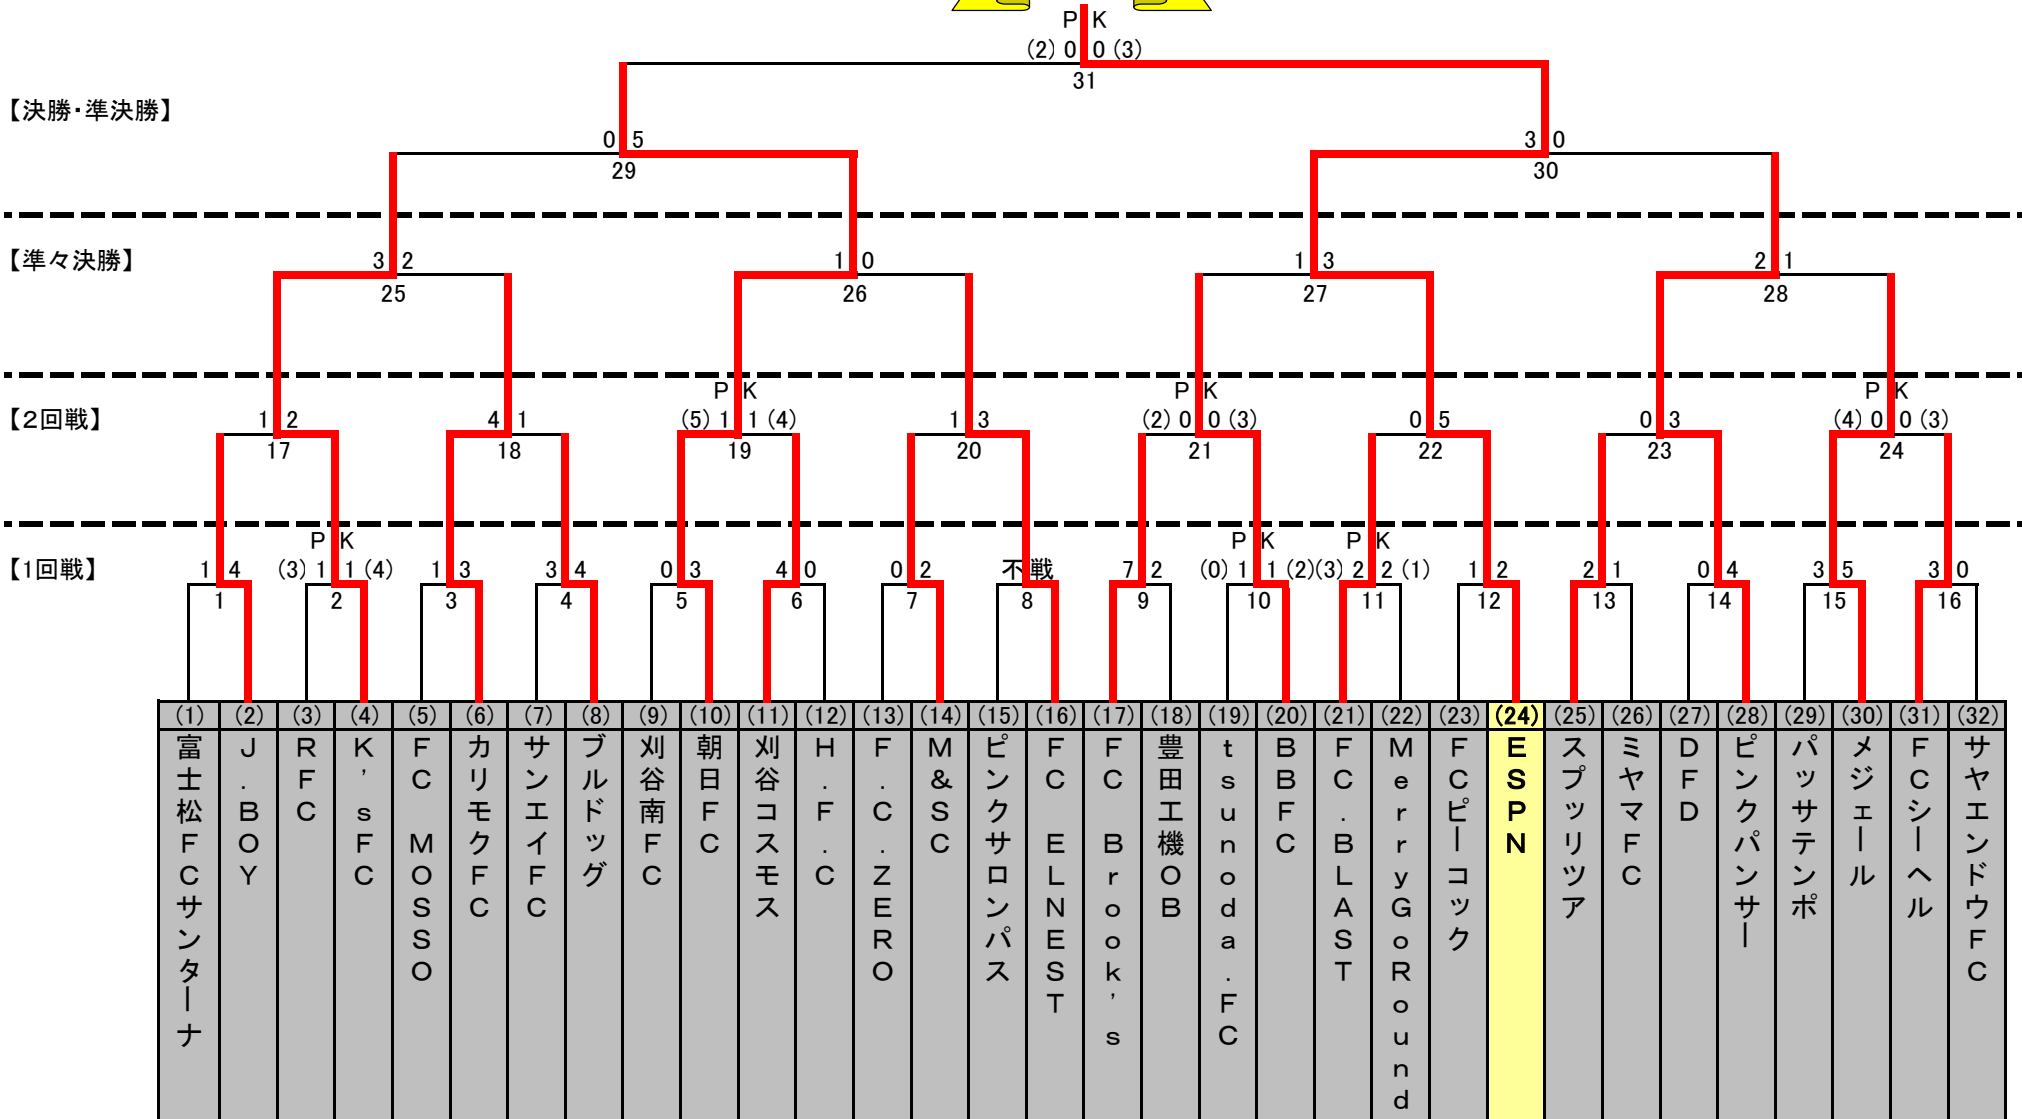 P K
(2) 0 0 (3)
31
【決勝・準決勝】
0 5
29
3 0
30
【準々決勝】
3 2
25
1 0
26
1 3
27
2 1
28
【2回戦】
1 2
17
4 1
18
P K
(5) 1 1 (4)
19
1 3
20
P K
(2) 0 0 (3)
21
0 5
22
0 3
23
P K
(4) 0 0 (3)
24
【1回戦】
1 4
1
P K
(3) 1 1 (4)
2
1 3
3
3 4
4
0 3
5
4 0
6
0 2
7
不戦
8
7 2
9
P K
(0) 1 1 (2)
10
P K
(3) 2 2 (1)
11
1 2
12
2 1
13
0 4
14
3 5
15
3 0
16
(1) 富士松FCサンターナ
(2) J.BOY
(3) RFC
(4) K’sFC
(5) FC MOSSO
(6) カリモクFC
(7) サンエイFC
(8) ブルドッグ
(9) 刈谷南FC
(10) 朝日FC
(11) 刈谷コスモス
(12) H.F.C
(13) F.C.ZERO
(14) M&SC
(15) ピンクサロンパス
(16) FC ELNEST
(17) FC Brook’s
(18) 豊田工機OB
(19) tsunoda.FC
(20) BBFC
(21) FC.BLAST
(22) MerryGoRound
(23) FCピーコック
(24) ESPN
(25) スプッリツア
(26) ミヤマFC
(27) DFD
(28) ピンクパンサー
(29) パッサテンポ
(30) メジェール
(31) FCシーヘル
(32) サヤエンドウFC